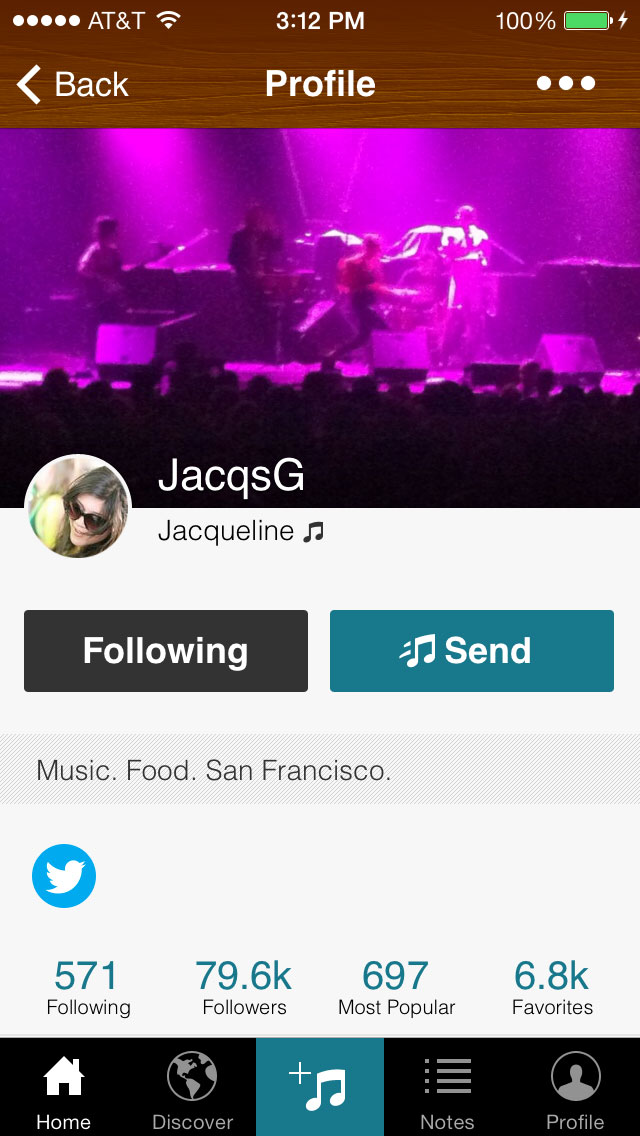 AT&T 3:12 PM 100%
Back Profile
JacqsG
Jacqueline
Following Send
Music. Food. San Francisco.
571 79.6k 697 6.8k
Following Followers Most Popular Favorites
Home Discover Notes Profile